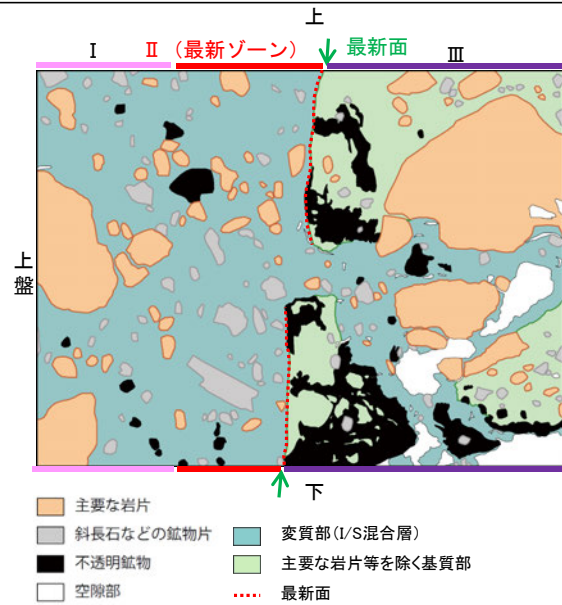 上
Ⅰ Ⅱ (最新ゾーン) 最新面 Ⅲ
上盤
下
主要な岩片
斜長石などの鉱物片
不透明鉱物
空隙部
変質部(I/S混合層)
主要な岩片等を除く基質部
最新面